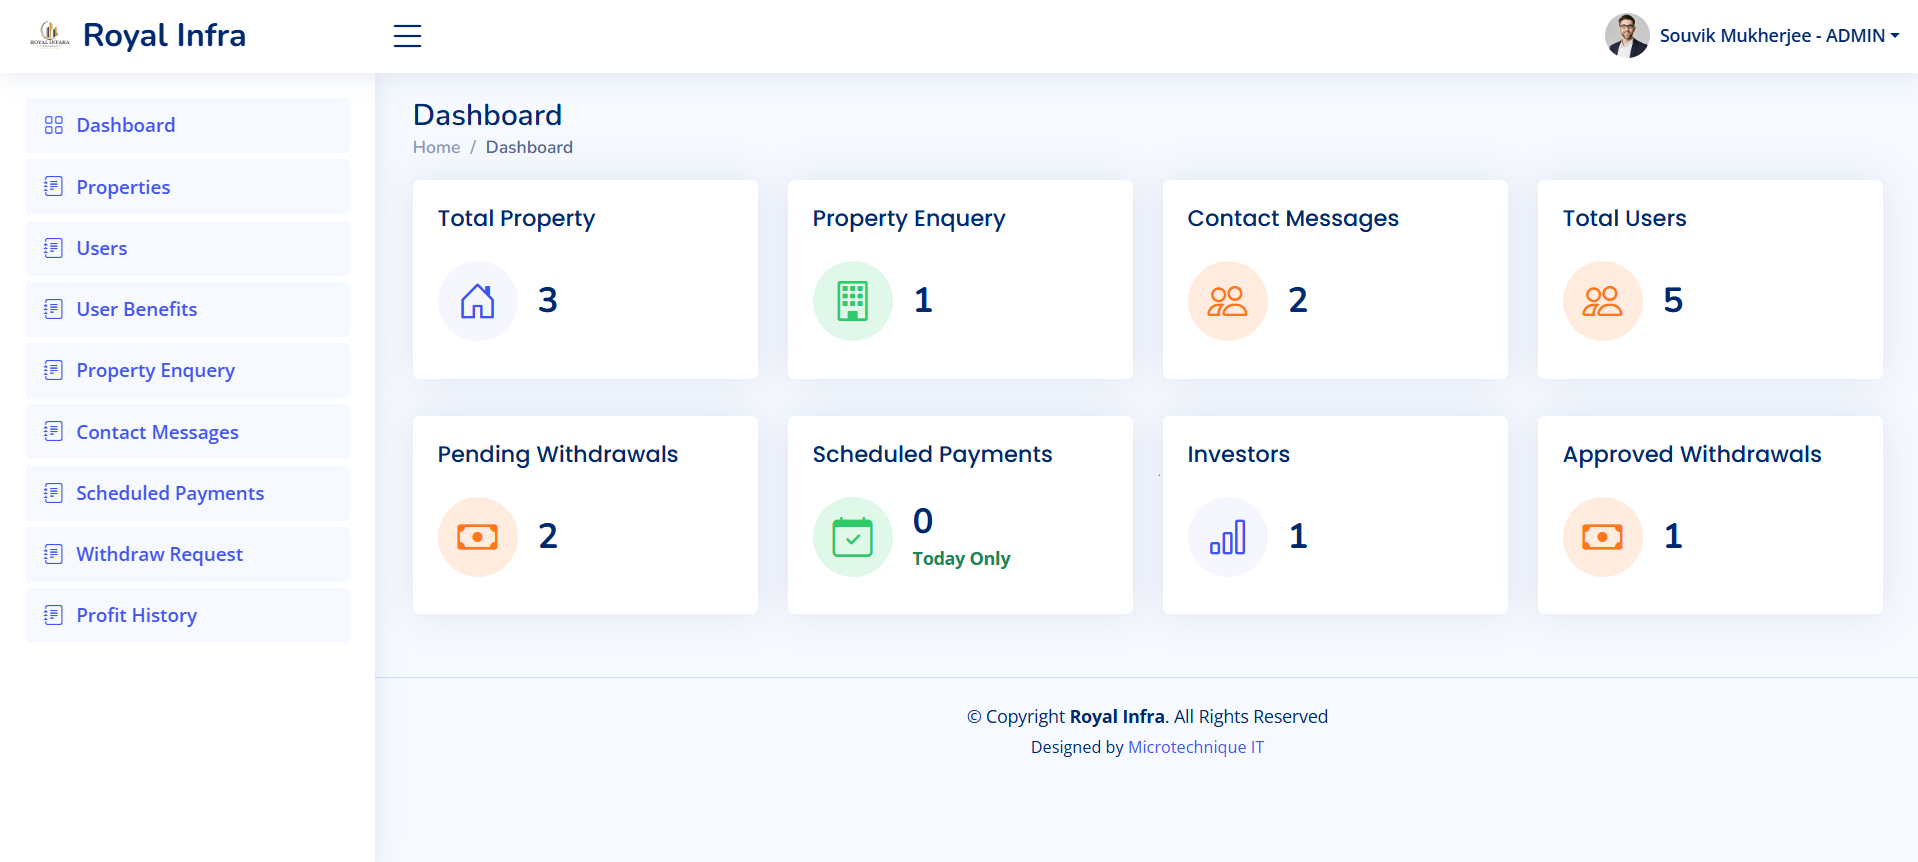 ROYAL INFARA
Royal Infra
Souvik Mukherjee - ADMIN
Dashboard
Properties
Users
User Benefits
Property Enquery
Contact Messages
Scheduled Payments
Withdraw Request
Profit History
Dashboard
Home / Dashboard
Total Property
3
Property Enquery
1
Contact Messages
2
Total Users
5
Pending Withdrawals
2
Scheduled Payments
0
Today Only
Investors
1
Approved Withdrawals
1
© Copyright Royal Infra. All Rights Reserved
Designed by Microtechnique IT